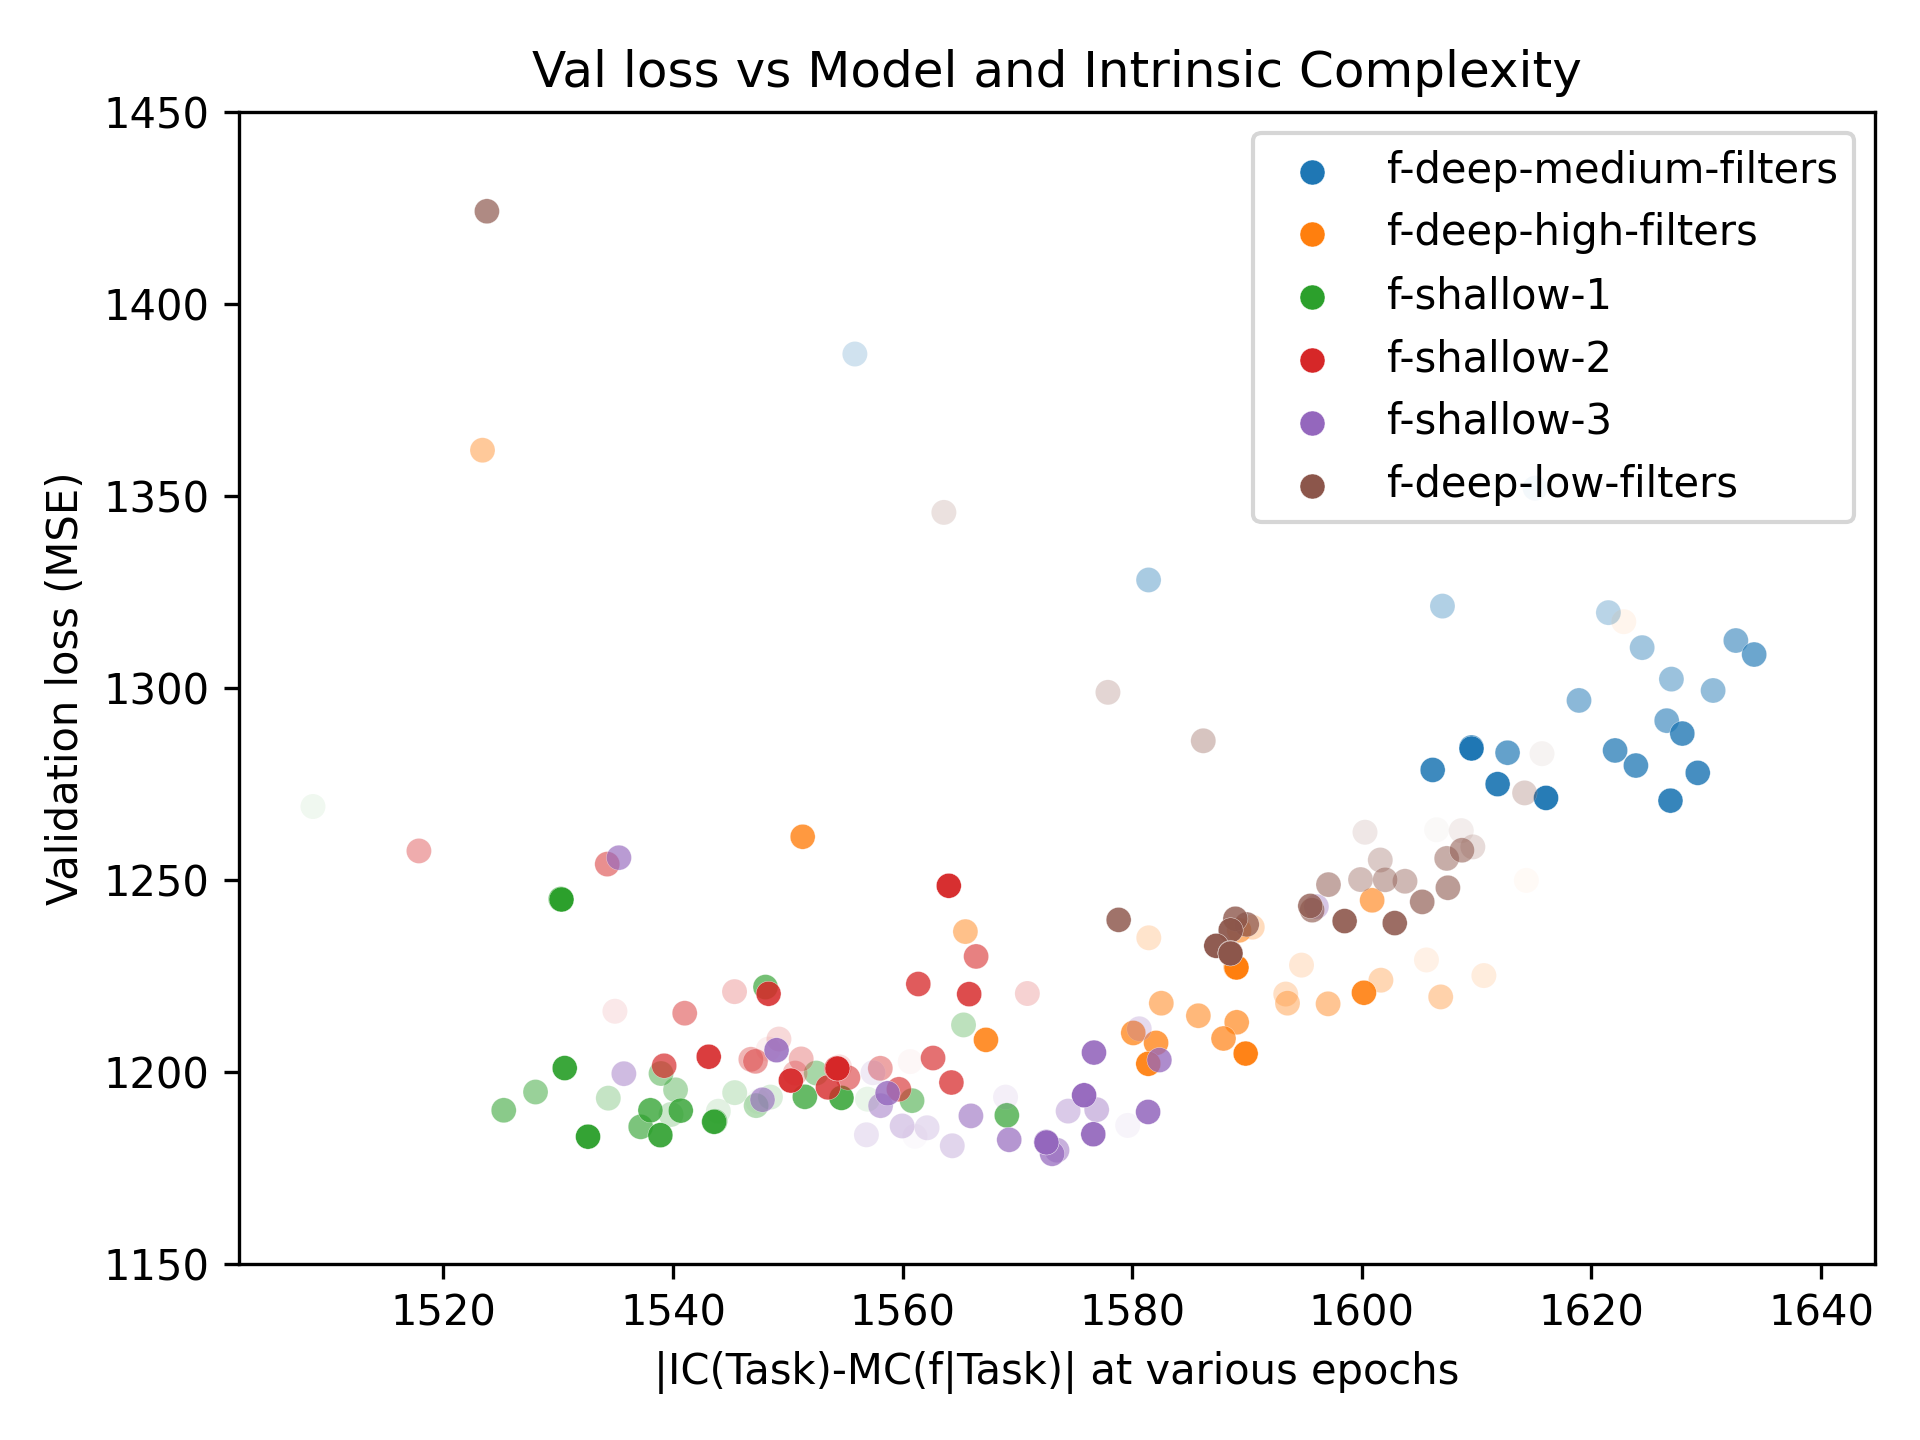 Val loss vs Model and Intrinsic Complexity
1450
1400
1350
1300
1250
1200
1150
Validation loss (MSE)
f-deep-medium-filters
f-deep-high-filters
f-shallow-1
f-shallow-2
f-shallow-3
f-deep-low-filters
1520 1540 1560 1580 1600 1620 1640
|IC(Task)-MC(f|Task)| at various epochs